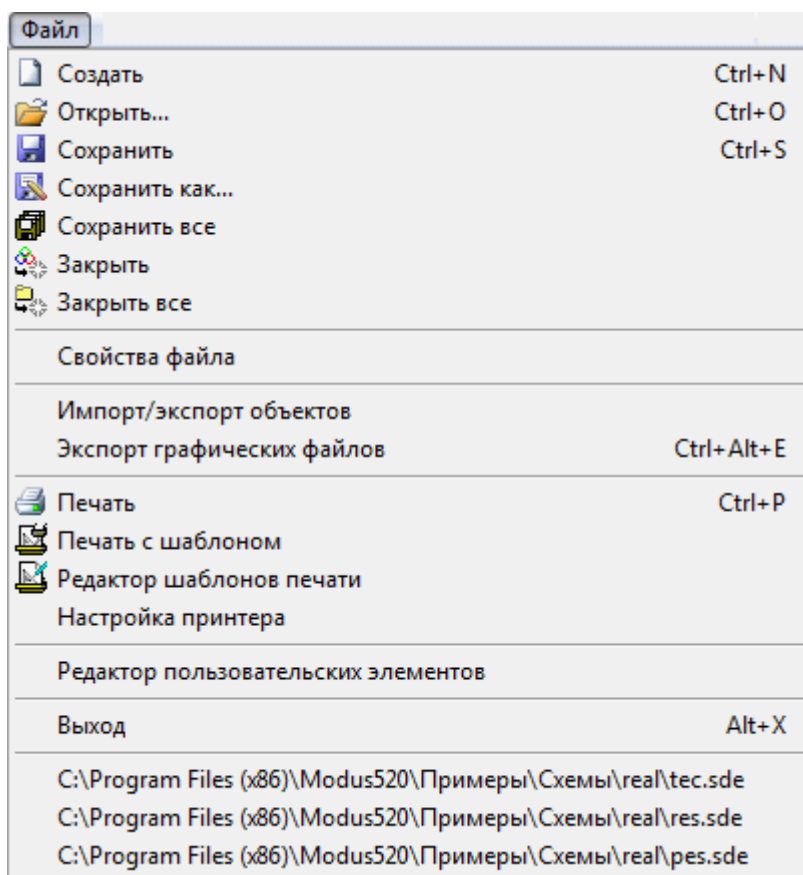 Файл
Создать Ctrl+N
Открыть... Ctrl+O
Сохранить Ctrl+S
Сохранить как...
Сохранить все
Закрыть
Закрыть все
Свойства файла
Импорт/экспорт объектов
Экспорт графических файлов Ctrl+Alt+E
Печать Ctrl+P
Печать с шаблоном
Редактор шаблонов печати
Настройка принтера
Редактор пользовательских элементов
Выход Alt+X
C:\Program Files (x86)\Modus520\Примеры\Схемы\real\tec.sde
C:\Program Files (x86)\Modus520\Примеры\Схемы\real\res.sde
C:\Program Files (x86)\Modus520\Примеры\Схемы\real\pes.sde